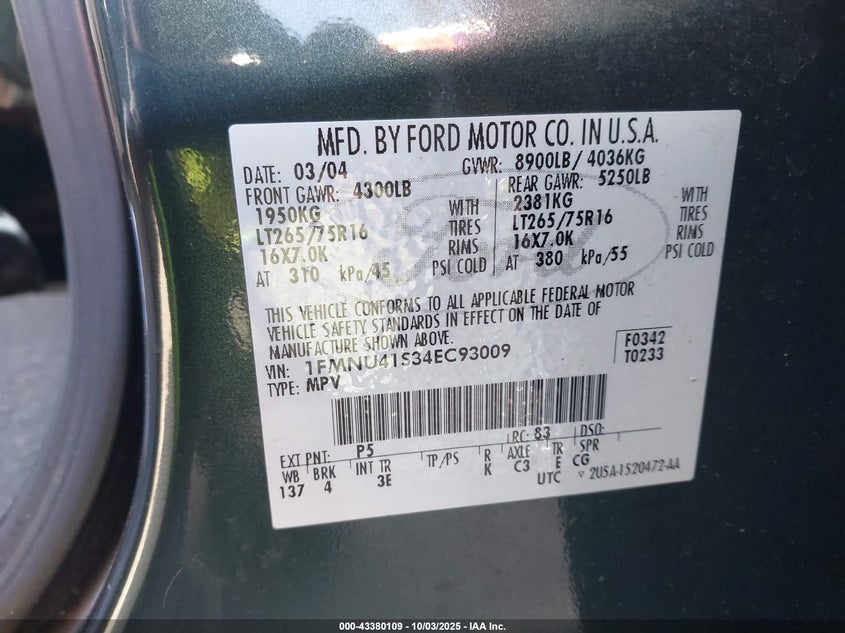 MFD. BY FORD MOTOR CO. IN U.S.A.
DATE: 03/04 GVWR: 8900LB/ 4036KG
FRONT GAWR: 4300LB REAR GAWR: 5250LB
1950KG WITH 2381KG WITH
LT265/75R16 TIRES LT265/75R16 TIRES
16X7.0K RIMS 16X7.0K RIMS
AT 310 kPa/45 PSI COLD AT 380 kPa/55 PSI COLD
Ford
THIS VEHICLE CONFORMS TO ALL APPLICABLE FEDERAL MOTOR
VEHICLE SAFETY STANDARDS IN EFFECT ON THE DATE OF
MANUFACTURE SHOWN ABOVE.
VIN: 1FMNU41S34EC93009 F0342
TYPE: MPV T0233
EXT PNT: P5 RC: 83 DSO:
WB BRK INT TR TP/PS R AXLE TR SPR
137 4 3E K C3 E CG
UTC ▽ 2U5A-1520472-AA
000-43380109 - 10/03/2025 - IAA Inc.